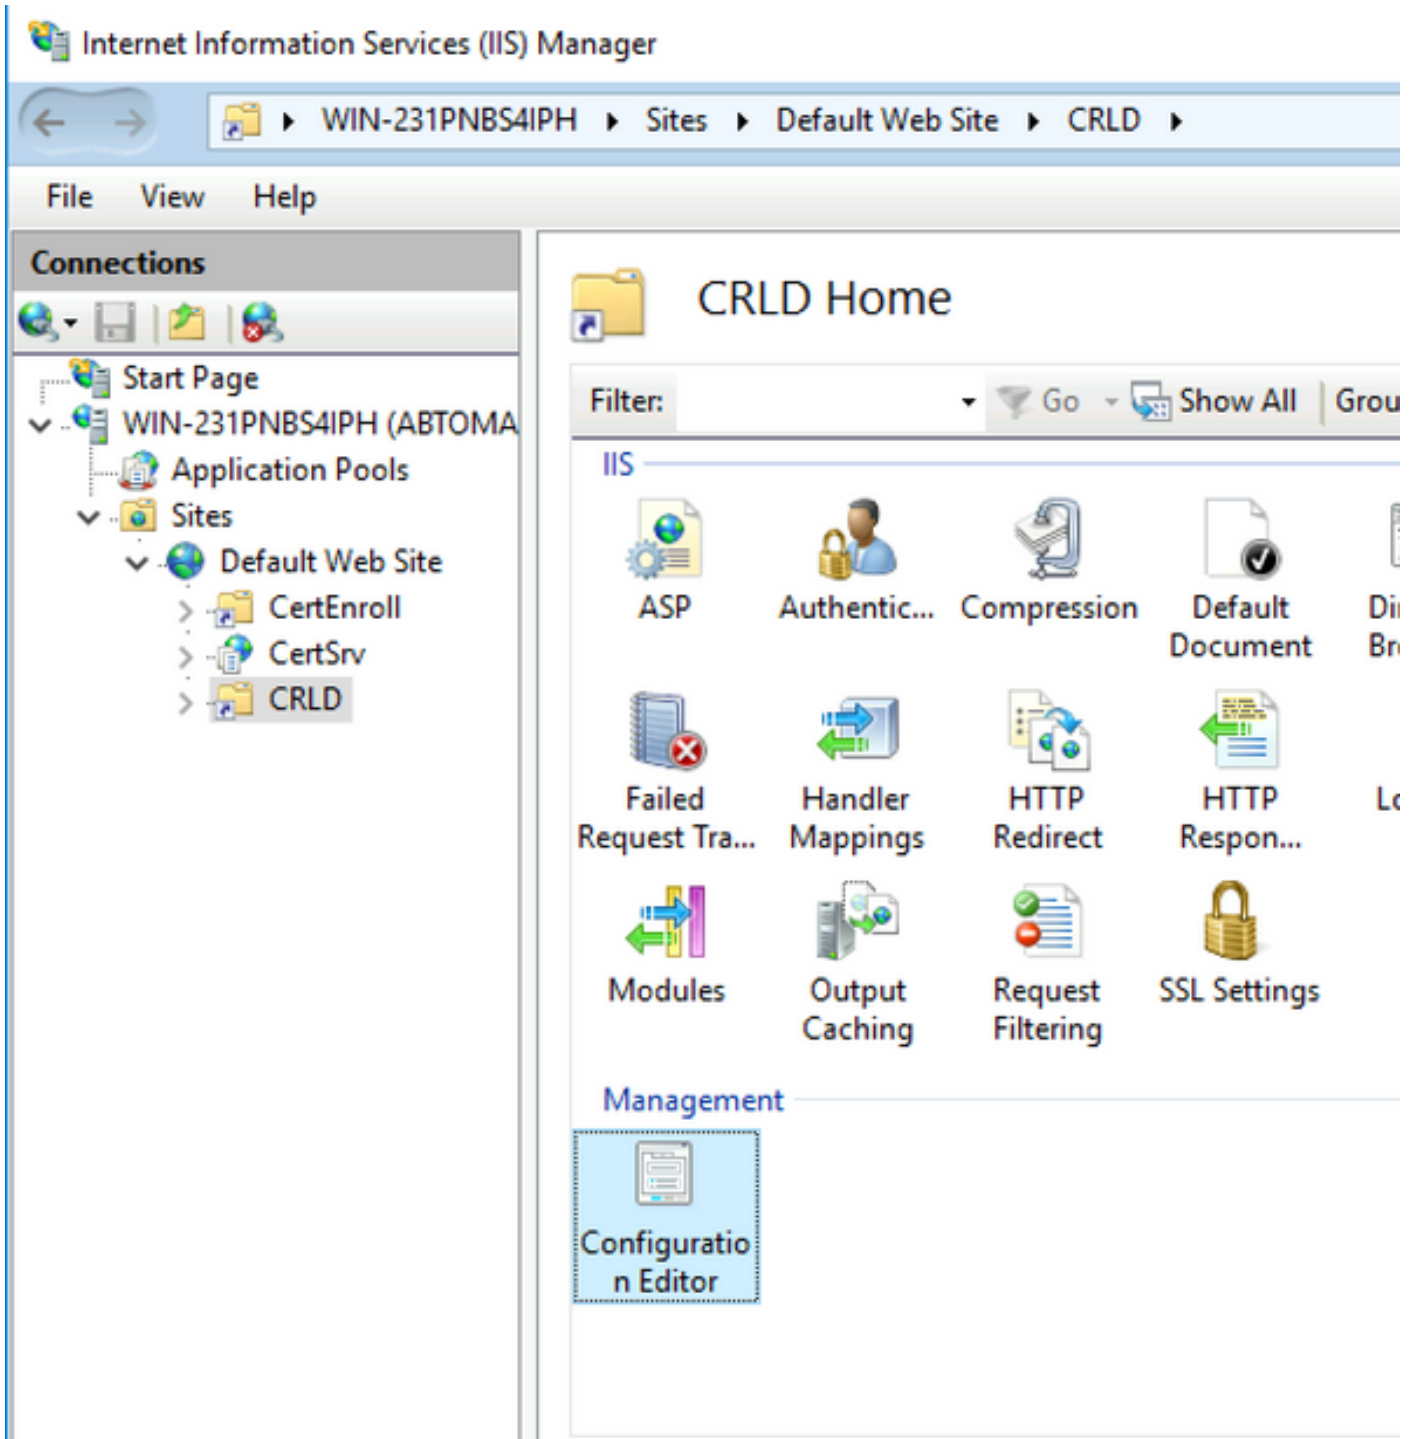 Internet Information Services (IIS) Manager
WIN-231PNBS4IPH Sites Default Web Site CRLD
File View Help
Connections
Start Page
WIN-231PNBS4IPH (ABTOMA
Application Pools
Sites
Default Web Site
CertEnroll
CertSrv
CRLD
CRLD Home
Filter: Go Show All Grou
IIS
ASP
Authentic...
Compression
Default
Document
Di
Br
Failed
Request Tra...
Handler
Mappings
HTTP
Redirect
HTTP
Respon...
Lo
Modules
Output
Caching
Request
Filtering
SSL Settings
Management
Configuratio
n Editor